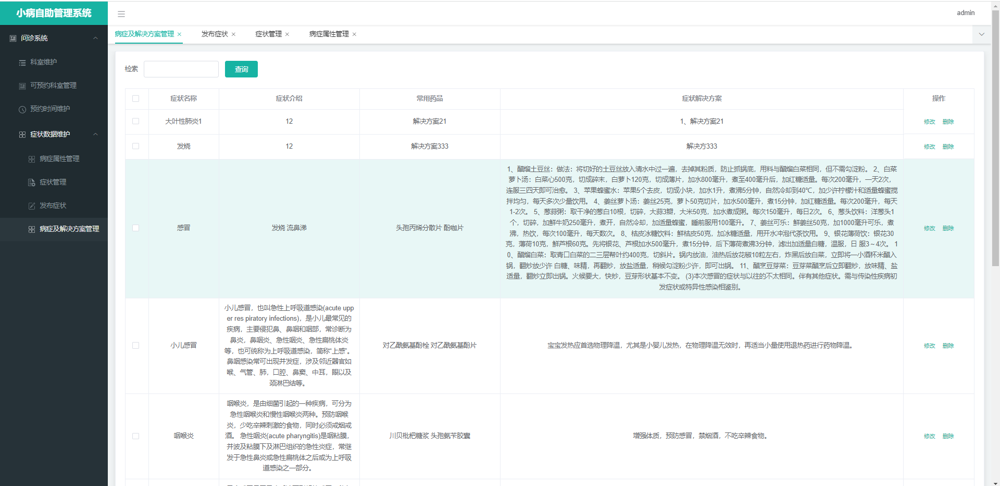 小病自助管理系统
admin
问诊系统
科室维护
可预约科室管理
预约时间维护
症状数据维护
病症属性管理
症状管理
发布症状
病症及解决方案管理
病症及解决方案管理 × 发布症状 × 症状管理 × 病症属性管理 ×
检索 查询
症状名称 症状介绍 常用药品 症状解决方案 操作
大叶性肺炎1 12 解决方案21 1、解决方案21 修改 删除
发烧 12 解决方案333 解决方333 修改 删除
感冒 发烧 流鼻涕 头孢丙烯分散片 酚咖片
1、醋熘土豆丝：做法：将切好的土豆丝放入清水中过一遍，去掉其粉质，防止抓锅底，用料与醋熘白菜相同，但不需勾淀粉。 2、白菜
萝卜汤：白菜心500克，切成碎末，白萝卜120克，切成薄片，加水800毫升，煮至400毫升后，加红糖适量。每次200毫升，一天2次，
连服三四天即可治愈。 3、苹果蜂蜜水：苹果5个去皮，切成小块，加水1升，煮沸5分钟，自然冷却到40℃，加少许柠檬汁和适量蜂蜜搅
拌均匀，每天多次少量饮用。 4、姜丝萝卜汤：姜丝25克，萝卜50克切片，加水500毫升，煮15分钟，加红糖适量。每次200毫升，每天
1-2次。 5、葱蒜粥：取干净的葱白10根，切碎，大蒜3瓣，大米50克，加水煮成粥。每次150毫升，每日2次。 6、葱头饮料：洋葱头1
个，切碎，加鲜牛奶250毫升，煮开，自然冷却，加适量蜂蜜，睡前服用100毫升。 7、姜丝可乐：鲜姜丝50克，加1000毫升可乐，煮
沸，热饮，每次100毫升，每天数次。 8、桔皮冰糖饮料：鲜桔皮50克，加冰糖适量，用开水冲泡代茶饮用。 9、银花薄荷饮：银花30
克，薄荷10克，鲜芦根60克。先将银花、芦根加水500毫升，煮15分钟，后下薄荷煮沸3分钟，滤出加适量白糖，温服，日 服3～4次。 1
0、醋熘白菜：取青口白菜的二三层帮叶约400克，切斜片。锅内放油，油热后放花椒10粒左右，炸黑后放白菜，立即将一小酒杯米醋入
锅，翻炒放少许 白糖、味精，再翻炒，放盐适量，稍候勾淀粉少许，即可出锅。 11、醋烹豆芽菜：豆芽菜醋烹后立即翻炒，放味精、盐
适量，翻炒立即出锅。火候要大，快炒，豆芽形状基本不变。 (3)本次感冒的症状与以往的不太相同。伴有其他症状。需与传染性疾病初
发症状或特异性感染相鉴别。
修改 删除
小儿感冒
小儿感冒，也叫急性上呼吸道感染(acute upp
er res piratory infections)，是小儿最常见的
疾病，主要侵犯鼻、鼻咽和咽部，常诊断为
鼻炎，鼻咽炎、急性咽炎、急性扁桃体炎
等，也可统称为上呼吸道感染，简称“上感”。
鼻咽感染常可出现并发症，涉及邻近器官如
喉、气管、肺，口腔、鼻窦、中耳，眼以及
颈淋巴结等。
对乙酰氨基酚栓 对乙酰氨基酚片 宝宝发热应首选物理降温，尤其是小婴儿发热，在物理降温无效时，再适当小量使用退热药进行药物降温。 修改 删除
咽喉炎
咽喉炎，是由细菌引起的一种疾病，可分为
急性咽喉炎和慢性咽喉炎两种。预防咽喉
炎，少吃辛辣刺激的食物，同时必须戒烟戒
酒。 急性咽炎(acute pharyngitis)是咽粘膜，
并波及粘膜下及淋巴组织的急性炎症，常继
发于急性鼻炎或急性扁桃体之后或为上呼吸
道感染之一部分。
川贝枇杷糖浆 头孢氨苄胶囊 增强体质，预防感冒，禁烟酒，不吃辛辣食物。 修改 删除